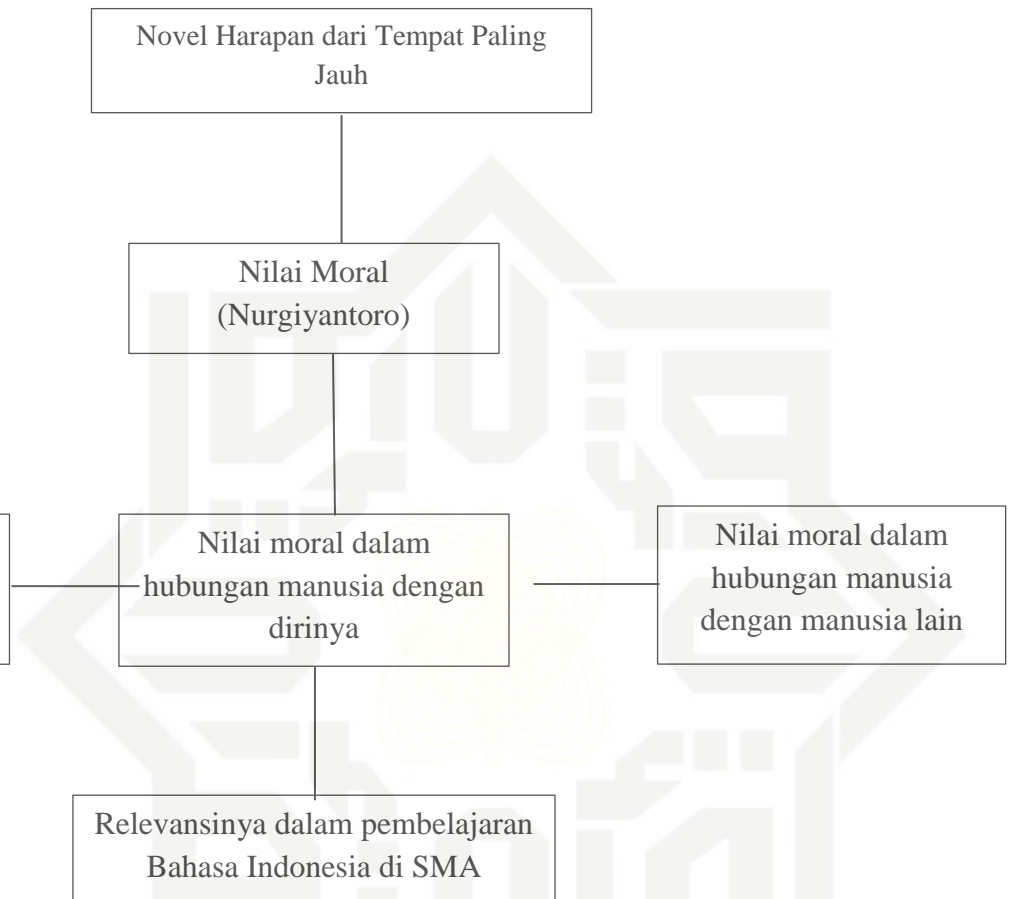 Novel Harapan dari Tempat Paling
Jauh
Nilai Moral
(Nurgiyantoro)
Nilai moral dalam
hubungan manusia dengan
dirinya
Nilai moral dalam
hubungan manusia
dengan manusia lain
Relevansinya dalam pembelajaran
Bahasa Indonesia di SMA